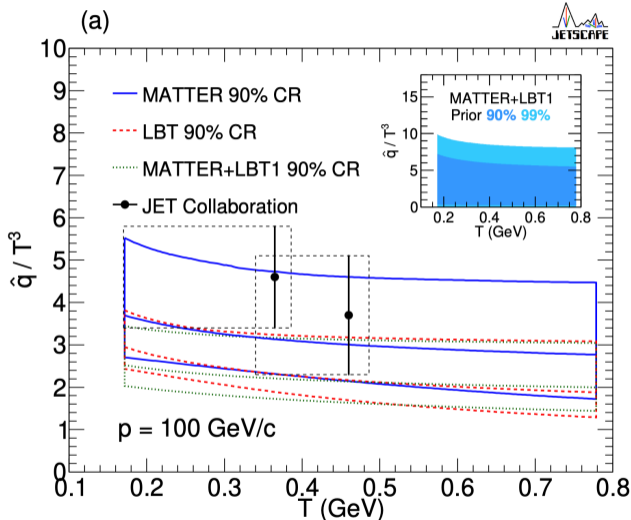 (a)
JETSCAPE
10
9
8
7
6
5
4
3
2
1
0
q̂ / T³
MATTER 90% CR
LBT 90% CR
MATTER+LBT1 90% CR
JET Collaboration
MATTER+LBT1
Prior 90% 99%
15
10
5
0
q̂ / T³
0.2 0.4 0.6 0.8
T (GeV)
p = 100 GeV/c
0.1 0.2 0.3 0.4 0.5 0.6 0.7 0.8
T (GeV)